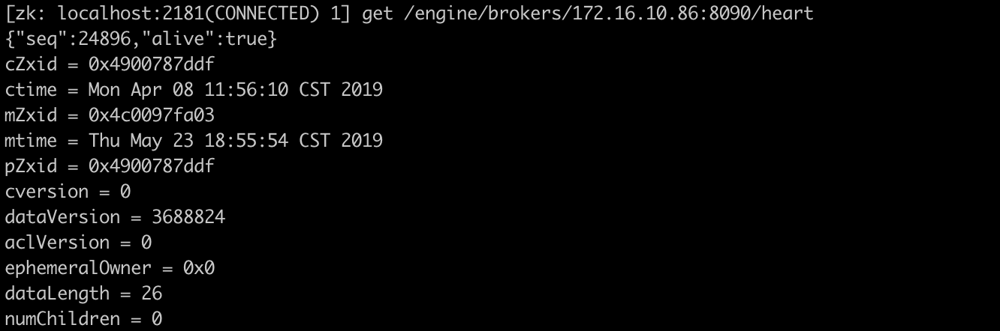 [zk: localhost:2181(CONNECTED) 1] get /engine/brokers/172.16.10.86:8090/heart
{"seq":24896,"alive":true}
cZxid = 0x4900787ddf
ctime = Mon Apr 08 11:56:10 CST 2019
mZxid = 0x4c0097fa03
mtime = Thu May 23 18:55:54 CST 2019
pZxid = 0x4900787ddf
cversion = 0
dataVersion = 3688824
aclVersion = 0
ephemeralOwner = 0x0
dataLength = 26
numChildren = 0